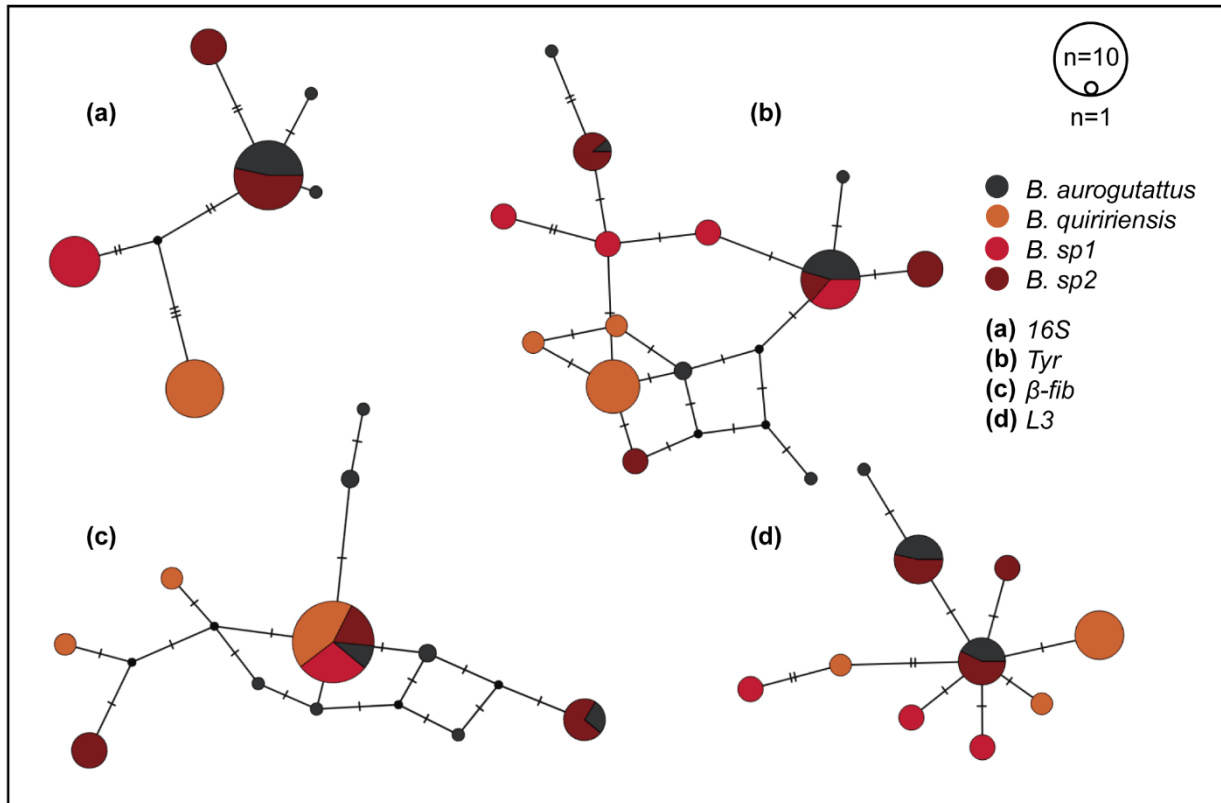 (a)
(b)
n=10
n=1
B. aurogutattus
B. quiririensis
B. sp1
B. sp2
(a) 16S
(b) Tyr
(c) β-fib
(d) L3
(c)
(d)